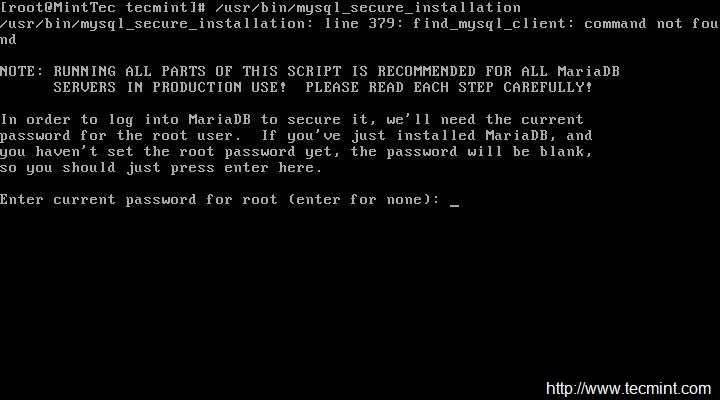 [root@MintTec tecmint]# /usr/bin/mysql_secure_installation
/usr/bin/mysql_secure_installation: line 379: find_mysql_client: command not fou
nd
NOTE: RUNNING ALL PARTS OF THIS SCRIPT IS RECOMMENDED FOR ALL MariaDB
SERVERS IN PRODUCTION USE!  PLEASE READ EACH STEP CAREFULLY!
In order to log into MariaDB to secure it, we'll need the current
password for the root user.  If you've just installed MariaDB, and
you haven't set the root password yet, the password will be blank,
so you should just press enter here.
Enter current password for root (enter for none): _
http://www.tecmint.com